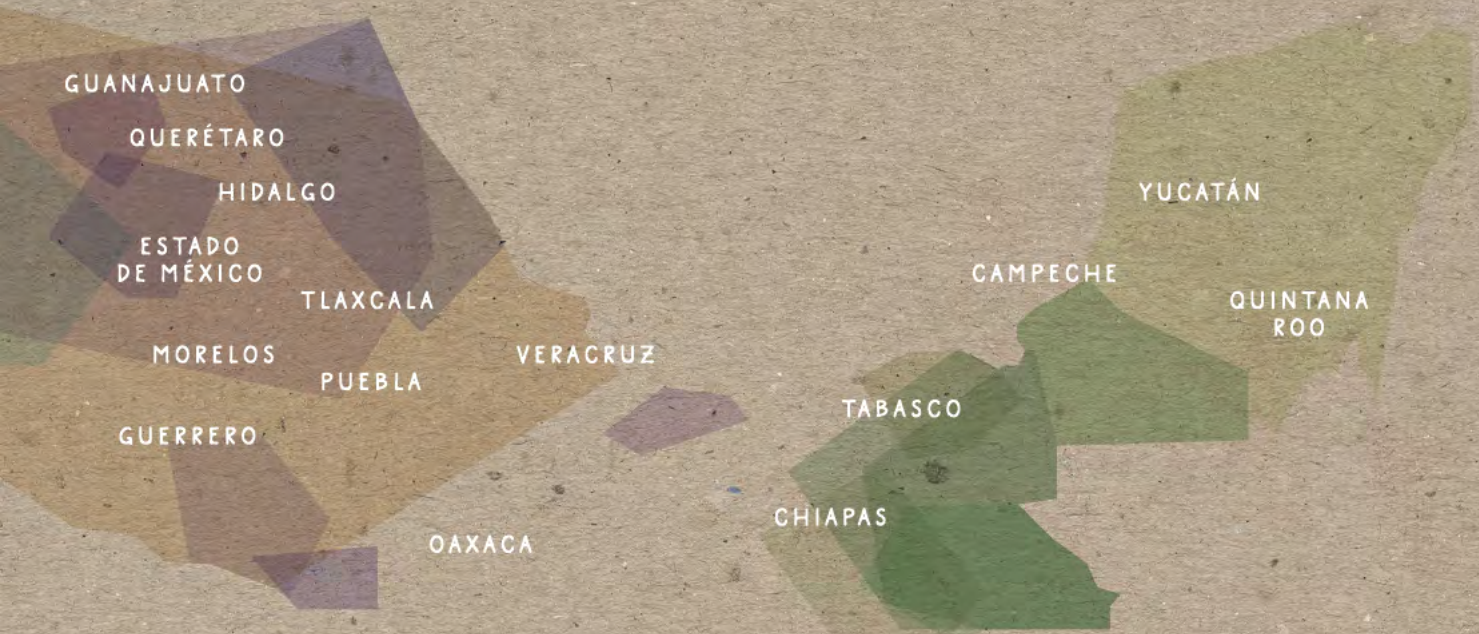 GUANAJUATO
QUERÉTARO
HIDALGO
YUCATÁN
ESTADO
DE MÉXICO
CAMPECHE
TLAXCALA
QUINTANA
ROO
MORELOS
VERACRUZ
PUEBLA
TABASCO
GUERRERO
CHIAPAS
OAXACA